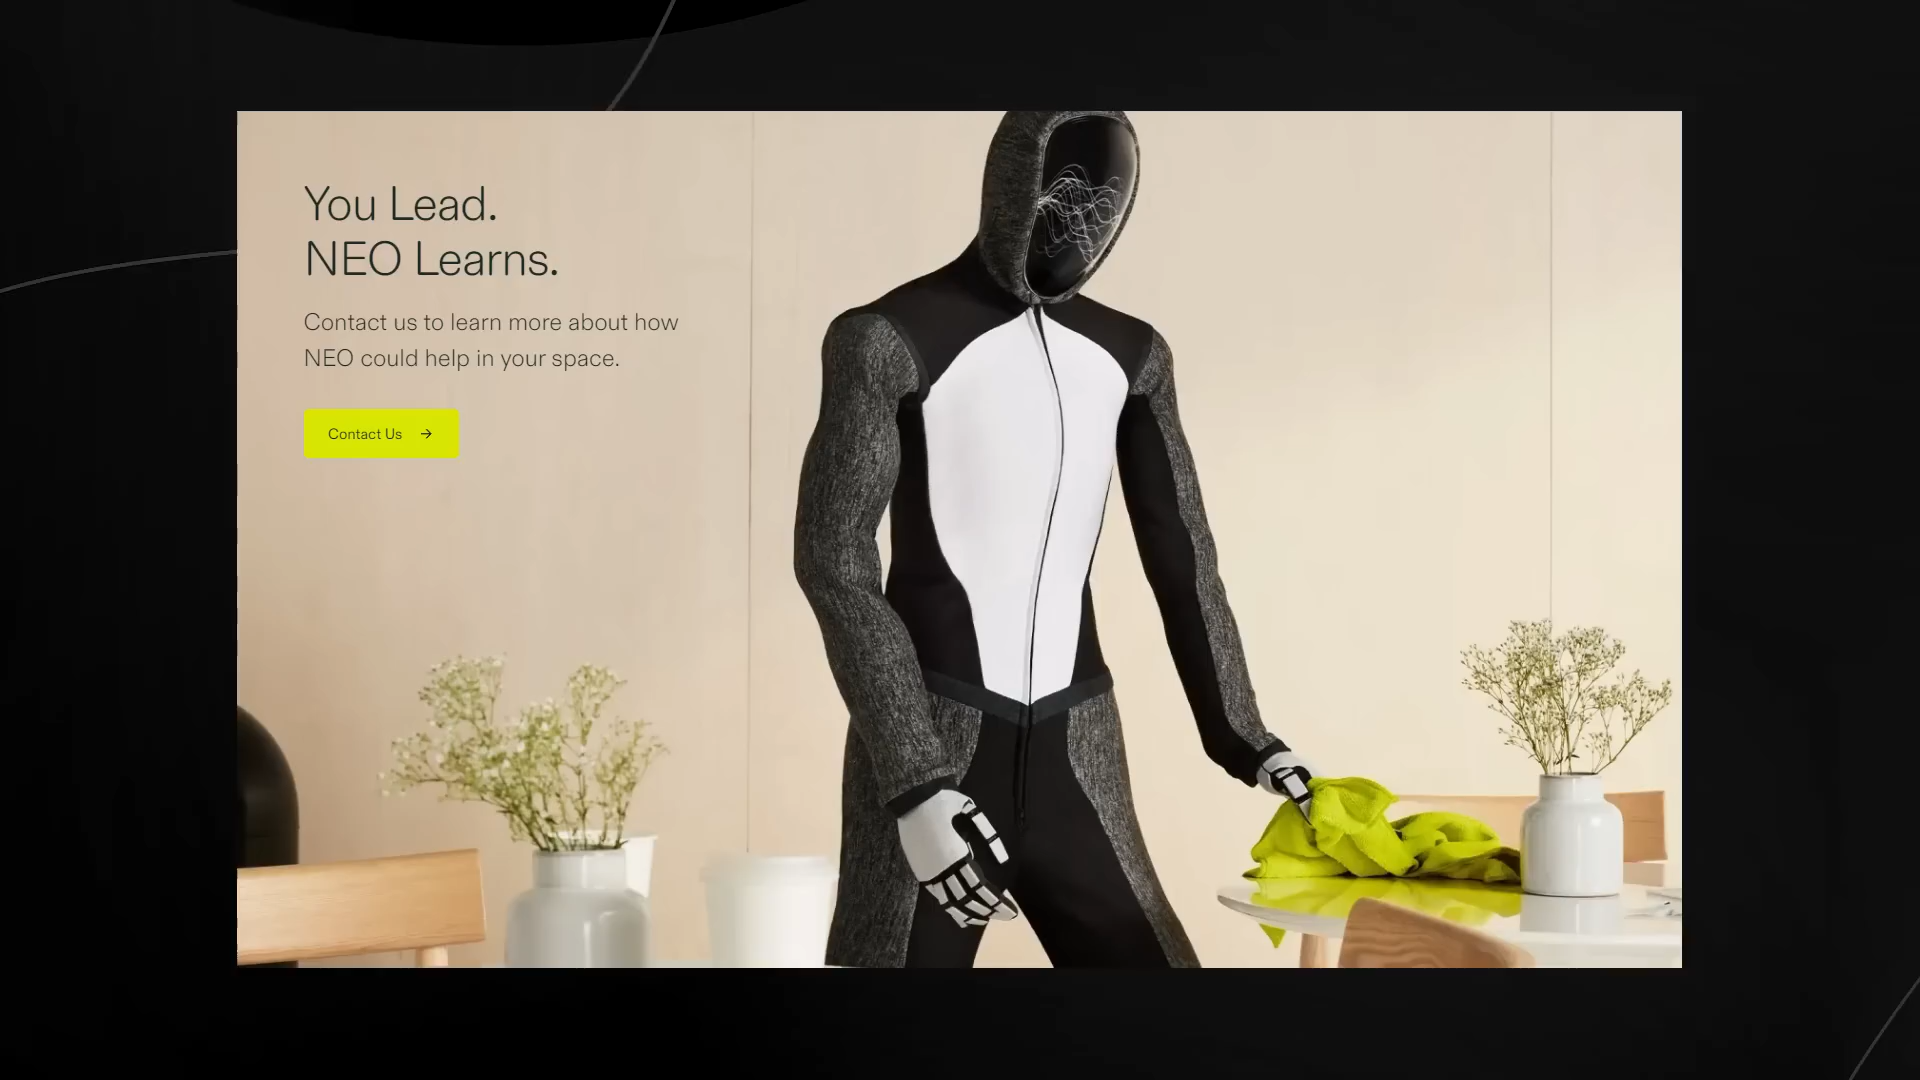 You Lead.
NEO Learns.
Contact us to learn more about how
NEO could help in your space.
Contact Us